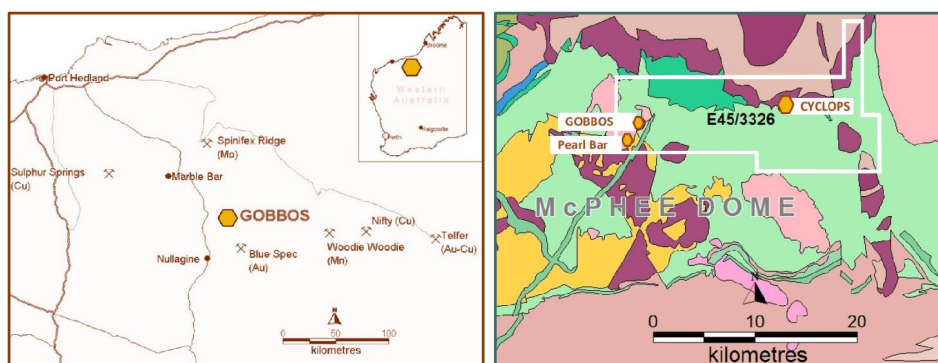 Port Hedland
Broome
Western
Australia
Perth
Kalgoodie
Spinifex Ridge
(Mo)
Sulphur Springs
(Cu)
Marble Bar
GOBBOS
Nifty (Cu)
Telfer
(Au-Cu)
Woodie Woodie
(Mn)
Blue Spec
(Au)
Nullagine
N
0 50 100
kilometres
CYCLOPS
E45/3326
GOBBOS
Pearl Bar
McPHEE DOME
N
0 10 20
kilometres